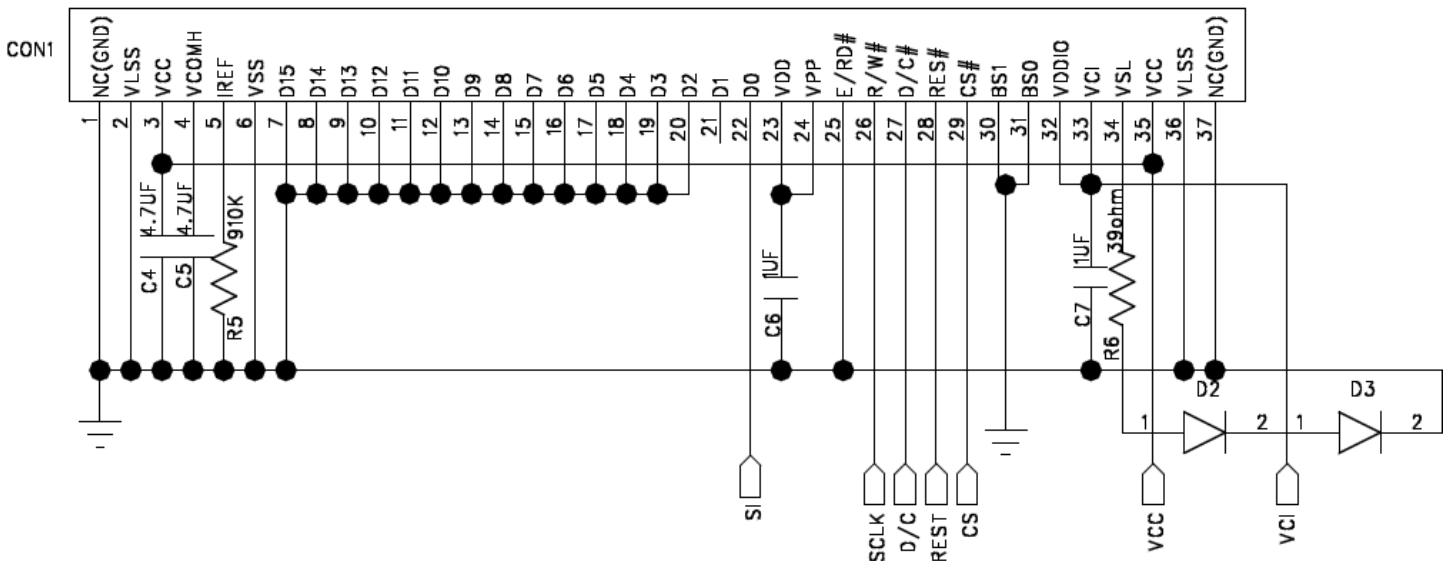 CON1
NC(GND)
VLSS
VCC
VCOMH
IREF
VSS
D15
D14
D13
D12
D11
D10
D9
D8
D7
D6
D5
D4
D3
D2
D1
D0
VDD
VPP
E/RD#
R/W#
D/C#
RES#
CS#
BS1
BS0
VDDIO
VCI
VSL
VCC
VLSS
NC(GND)
1
2
3
4
5
6
7
8
9
10
11
12
13
14
15
16
17
18
19
20
21
22
23
24
25
26
27
28
29
30
31
32
33
34
35
36
37
4.7UF
4.7UF
910K
C4
C5
R5
1UF
C6
1UF
39ohm
C7
R6
D2
D3
1
2
1
2
SI
SCLK
D/C
REST
CS
VCC
VCI